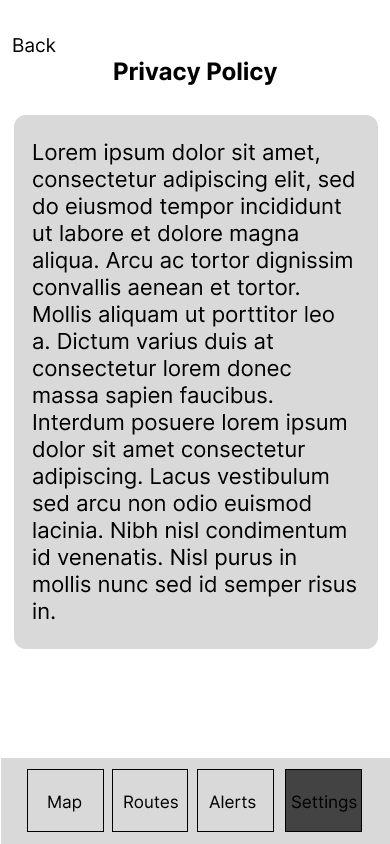 Back
Privacy Policy
Lorem ipsum dolor sit amet,
consectetur adipiscing elit, sed
do eiusmod tempor incididunt
ut labore et dolore magna
aliqua. Arcu ac tortor dignissim
convallis aenean et tortor.
Mollis aliquam ut porttitor leo
a. Dictum varius duis at
consectetur lorem donec
massa sapien faucibus.
Interdum posuere lorem ipsum
dolor sit amet consectetur
adipiscing. Lacus vestibulum
sed arcu non odio euismod
lacinia. Nibh nisl condimentum
id venenatis. Nisl purus in
mollis nunc sed id semper risus
in.
Map Routes Alerts Settings